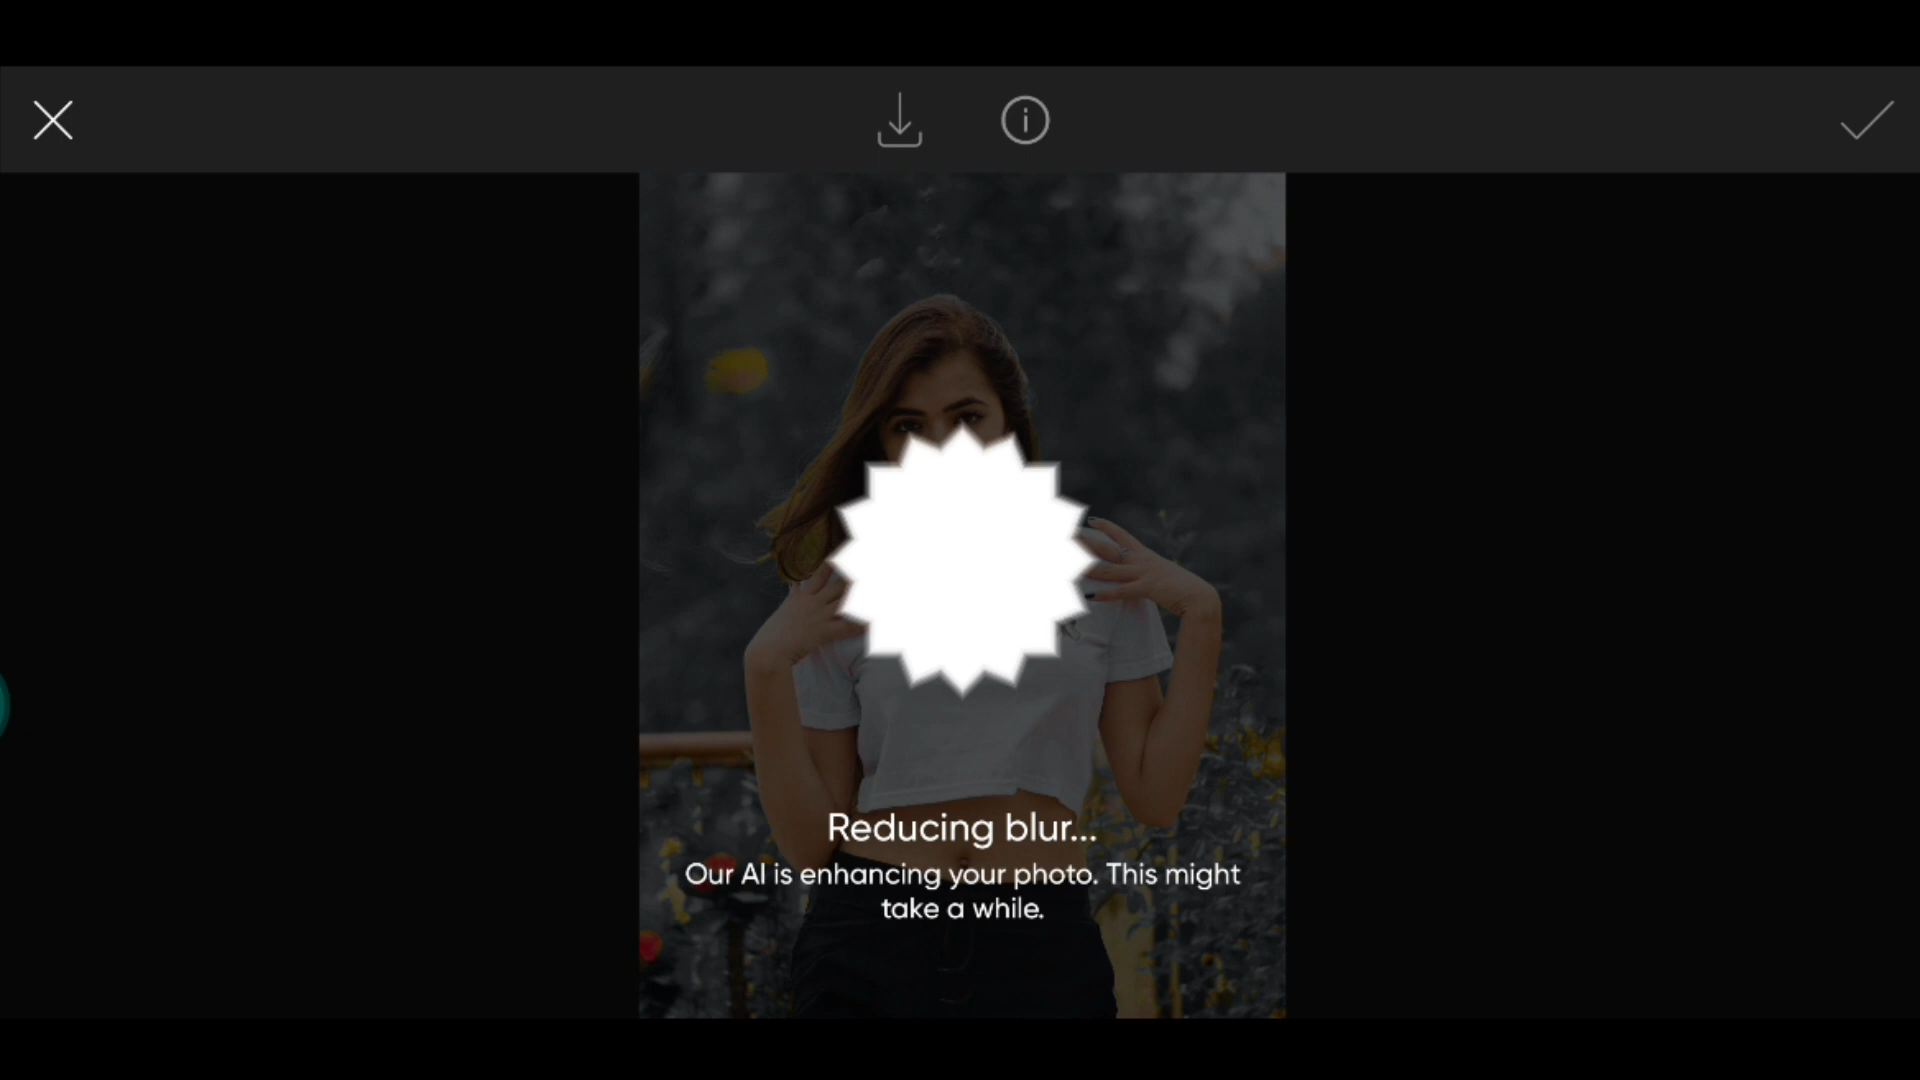 Reducing blur...
Our AI is enhancing your photo. This might
take a while.